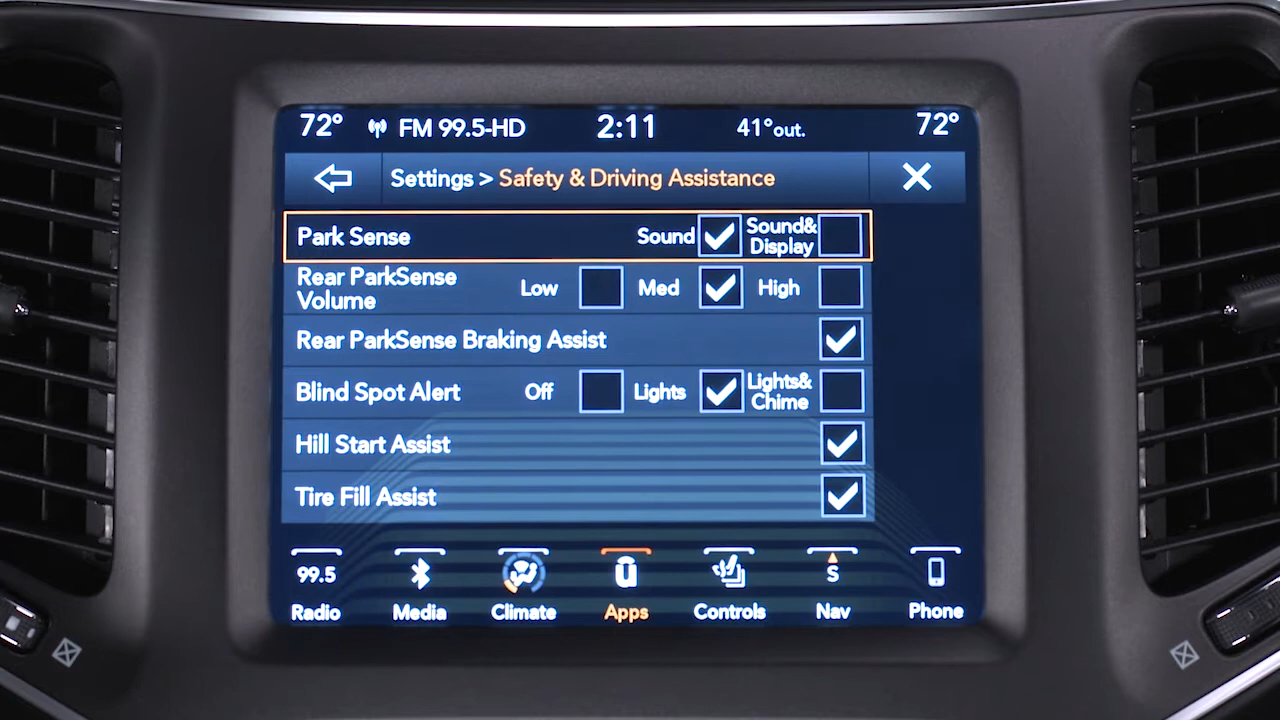 72° FM 99.5-HD 2:11 41°out. 72°
Settings > Safety & Driving Assistance
Park Sense Sound Sound&
Display
Rear ParkSense
Volume Low Med High
Rear ParkSense Braking Assist
Blind Spot Alert Off Lights Lights&
Chime
Hill Start Assist
Tire Fill Assist
99.5 S
Radio Media Climate Apps Controls Nav Phone